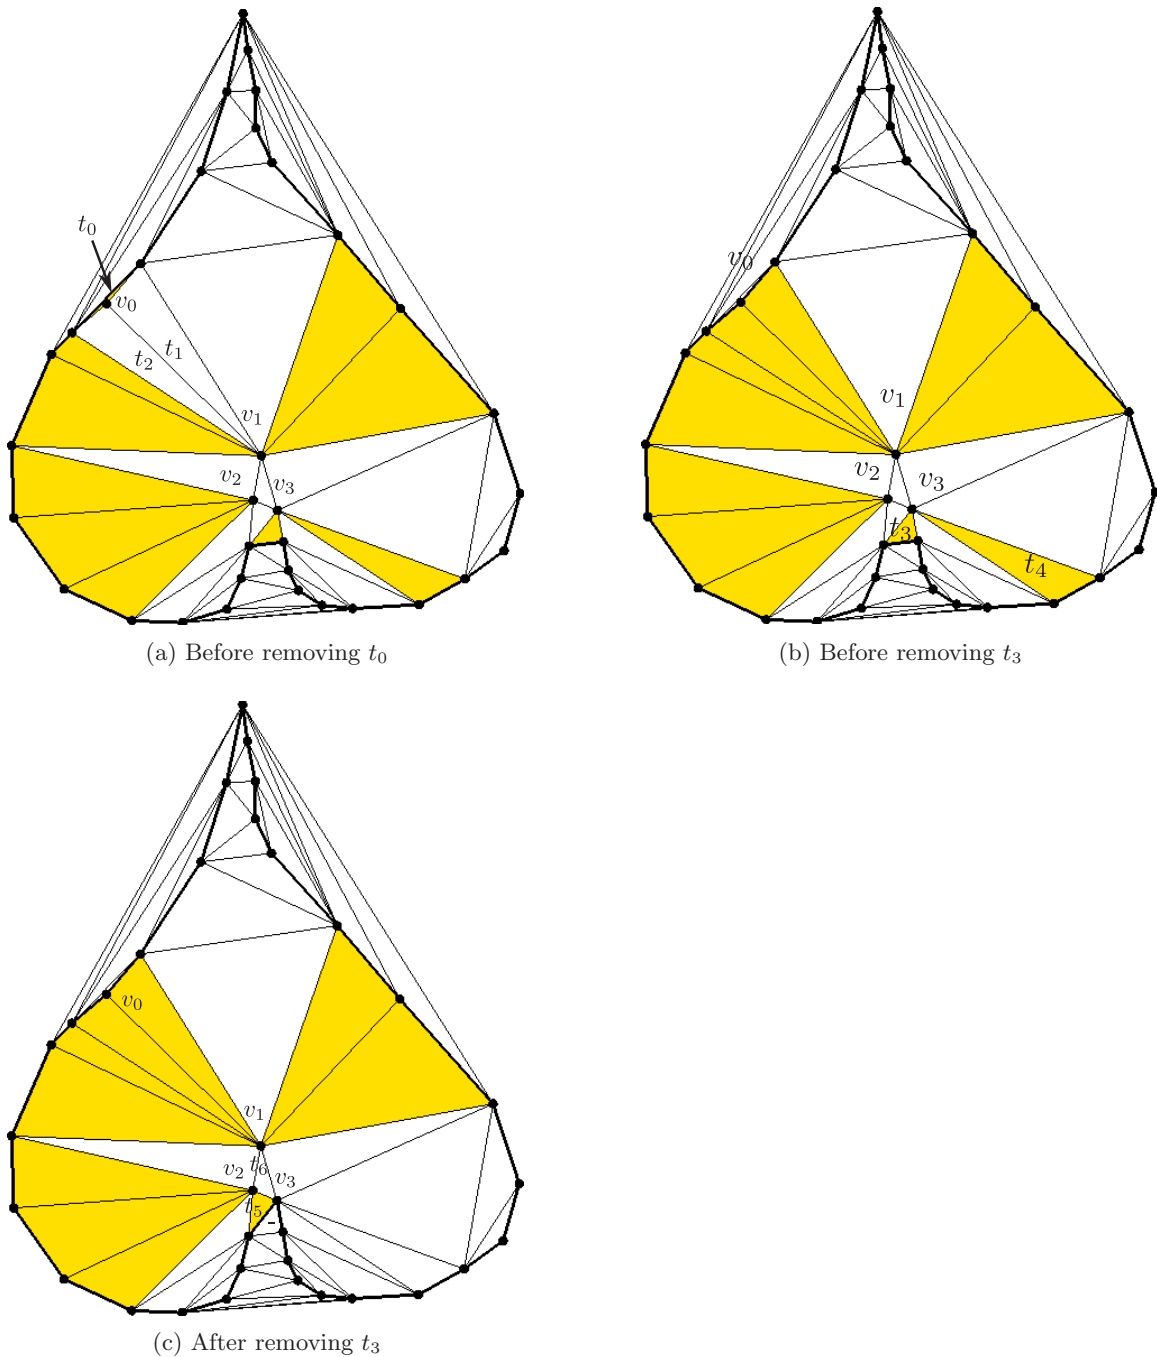 t₀
v₀
t₁
t₂
v₁
v₂
v₃
(a) Before removing t₀
v₀
v₁
v₂
v₃
t₃
t₄
(b) Before removing t₃
v₀
v₁
t₆
v₂
v₃
t₅
(c) After removing t₃